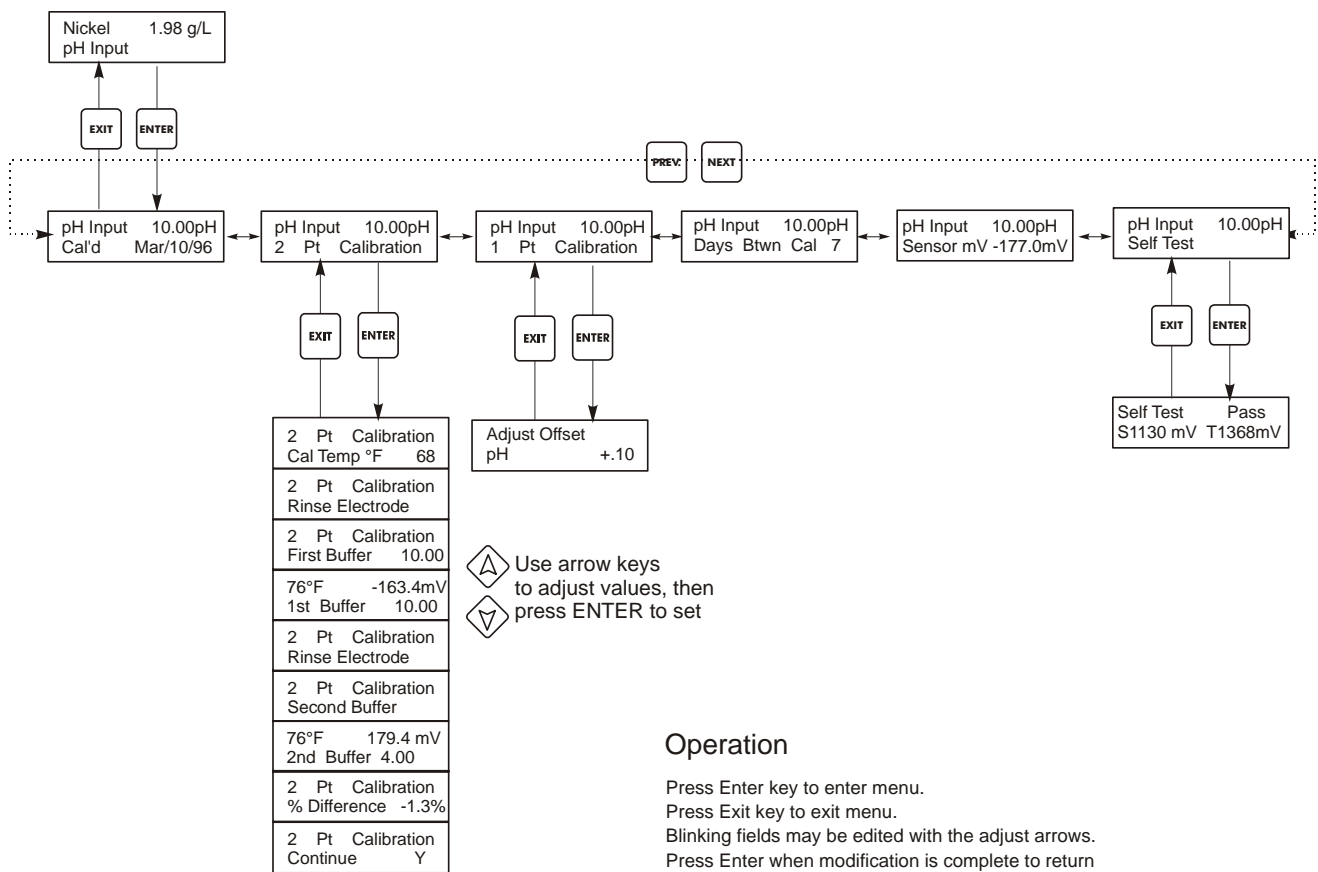 Nickel 1.98 g/L
pH Input
EXIT
ENTER
PREV.
NEXT
pH Input 10.00pH
Cal'd Mar/10/96
pH Input 10.00pH
2 Pt Calibration
pH Input 10.00pH
1 Pt Calibration
pH Input 10.00pH
Days Btwn Cal 7
pH Input 10.00pH
Sensor mV -177.0mV
pH Input 10.00pH
Self Test
EXIT
ENTER
EXIT
ENTER
EXIT
ENTER
2 Pt Calibration
Cal Temp °F 68
2 Pt Calibration
Rinse Electrode
2 Pt Calibration
First Buffer 10.00
76°F -163.4mV
1st Buffer 10.00
2 Pt Calibration
Rinse Electrode
2 Pt Calibration
Second Buffer
76°F 179.4 mV
2nd Buffer 4.00
2 Pt Calibration
% Difference -1.3%
2 Pt Calibration
Continue Y
Adjust Offset
pH +.10
Self Test Pass
S1130 mV T1368mV
Use arrow keys
to adjust values, then
press ENTER to set
Operation
Press Enter key to enter menu.
Press Exit key to exit menu.
Blinking fields may be edited with the adjust arrows.
Press Enter when modification is complete to return